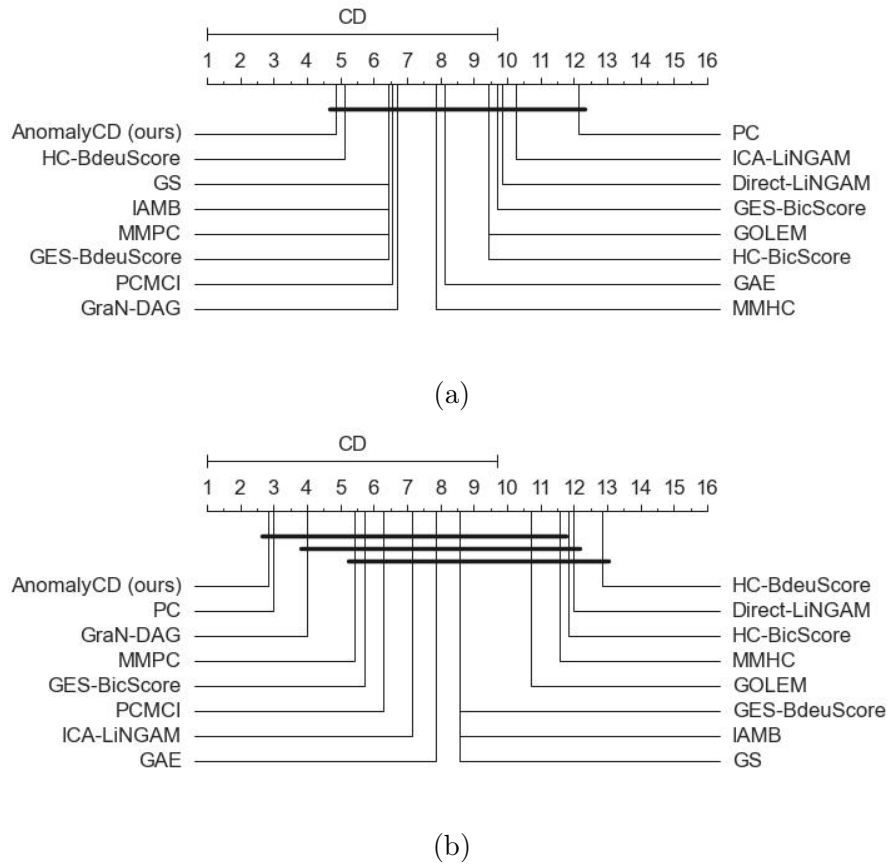 CD
1 2 3 4 5 6 7 8 9 10 11 12 13 14 15 16
AnomalyCD (ours) PC
HC-BdeuScore ICA-LiNGAM
GS Direct-LiNGAM
IAMB GES-BicScore
MMPC GOLEM
GES-BdeuScore HC-BicScore
PCMCI GAE
GraN-DAG MMHC
(a)
CD
1 2 3 4 5 6 7 8 9 10 11 12 13 14 15 16
AnomalyCD (ours) HC-BdeuScore
PC Direct-LiNGAM
GraN-DAG HC-BicScore
MMPC MMHC
GES-BicScore GOLEM
PCMCI GES-BdeuScore
ICA-LiNGAM IAMB
GAE GS
(b)